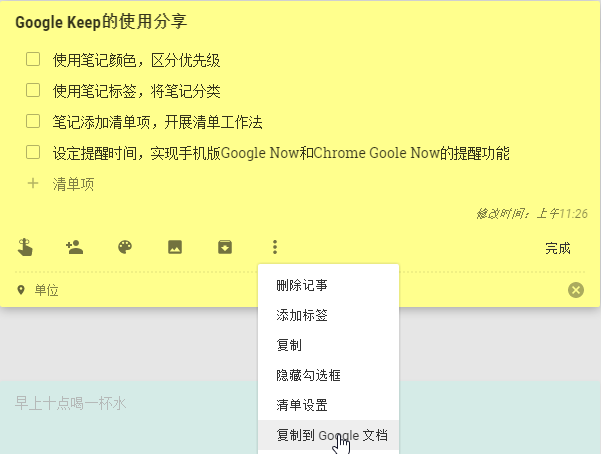 Google Keep的使用分享
使用笔记颜色，区分优先级
使用笔记标签，将笔记分类
笔记添加清单项，开展清单工作法
设定提醒时间，实现手机版Google Now和Chrome Goole Now的提醒功能
清单项
修改时间：上午11:26
完成
单位
删除记事
添加标签
复制
隐藏勾选框
清单设置
复制到 Google 文档
早上十点喝一杯水